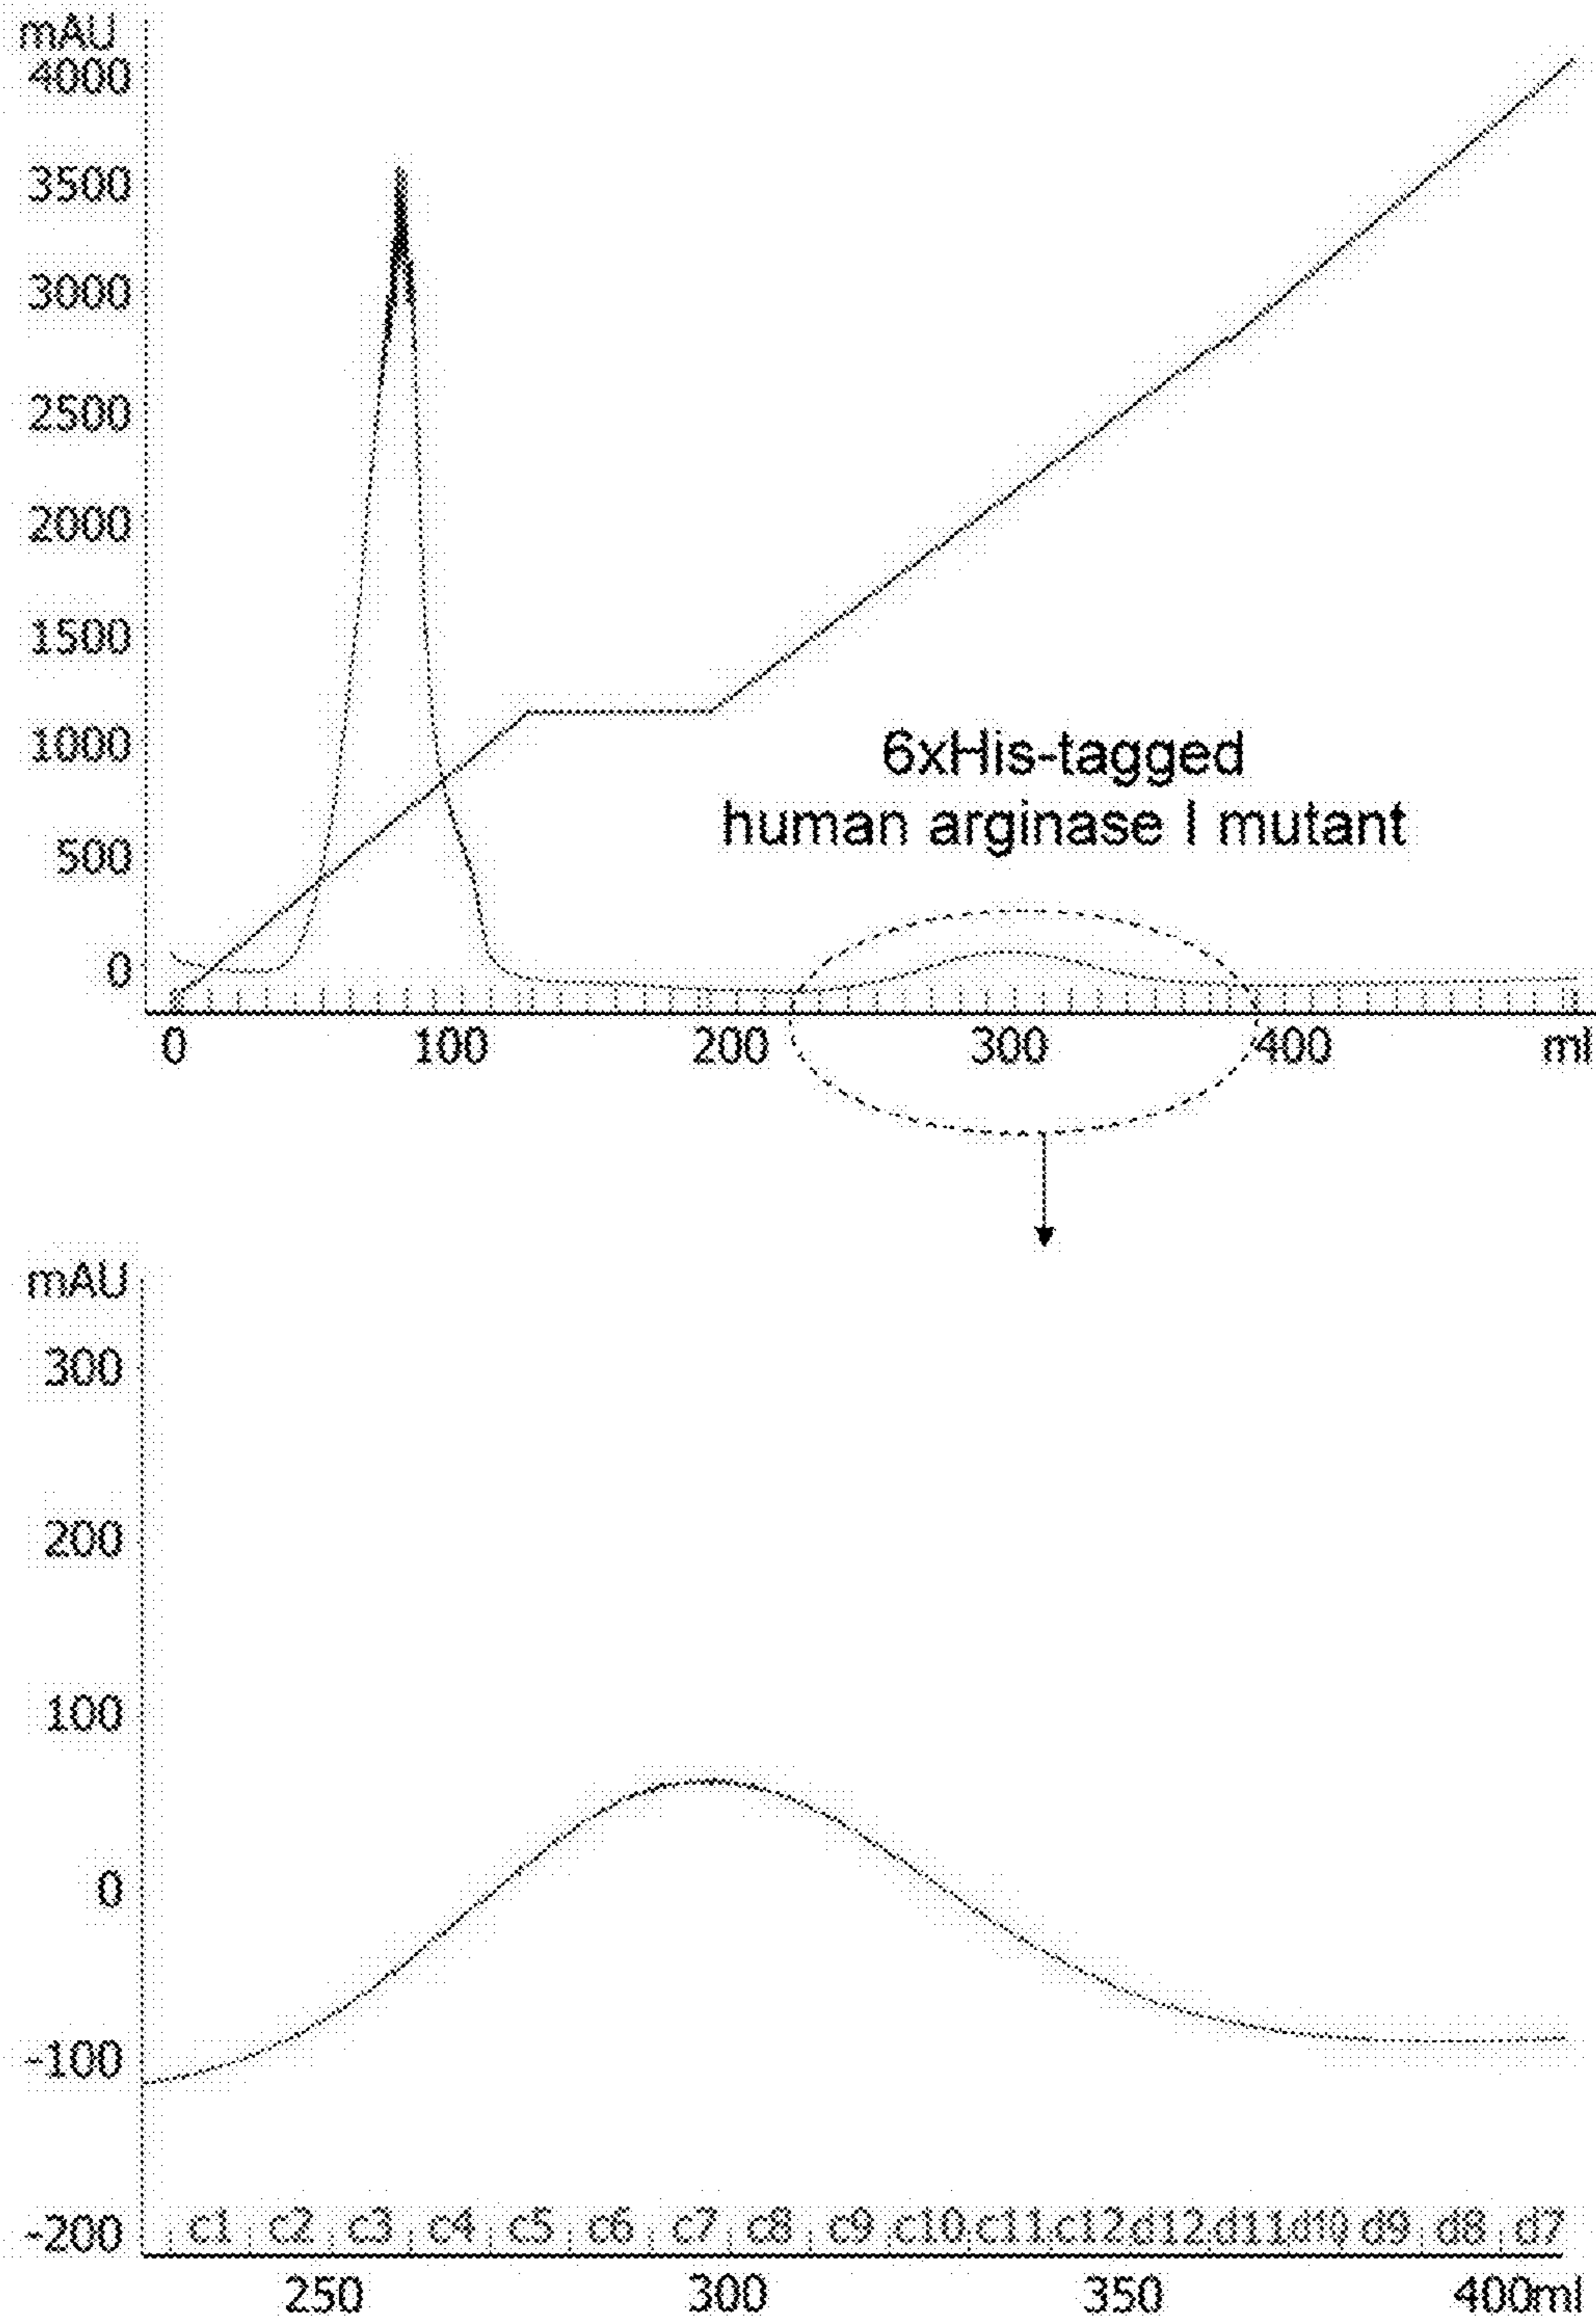 mAU
4000
3500
3000
2500
2000
1500
1000
500
0
6xHis-tagged
human arginase I mutant
0 100 200 300 400 ml
mAU
300
200
100
0
-100
-200
c1 c2 c3 c4 c5 c6 c7 c8 c9 c10 c11 c12 d12 d11 d10 d9 d8 d7
250 300 350 400ml